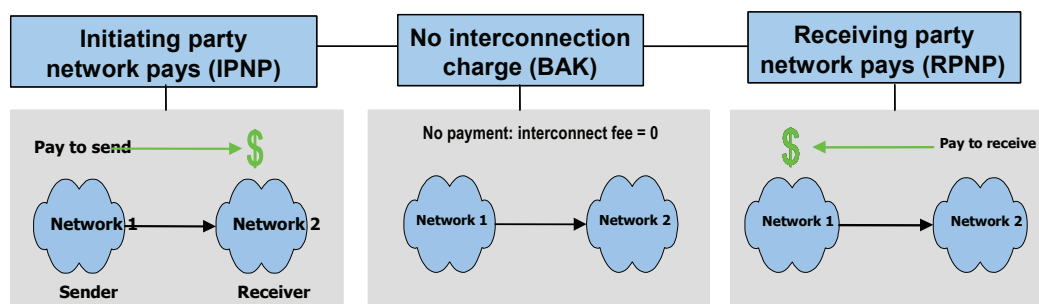 Initiating party
network pays (IPNP)
No interconnection
charge (BAK)
Receiving party
network pays (RPNP)
Pay to send
$
Network 1
Network 2
Sender
Receiver
No payment: interconnect fee = 0
Network 1
Network 2
$
Pay to receive
Network 1
Network 2